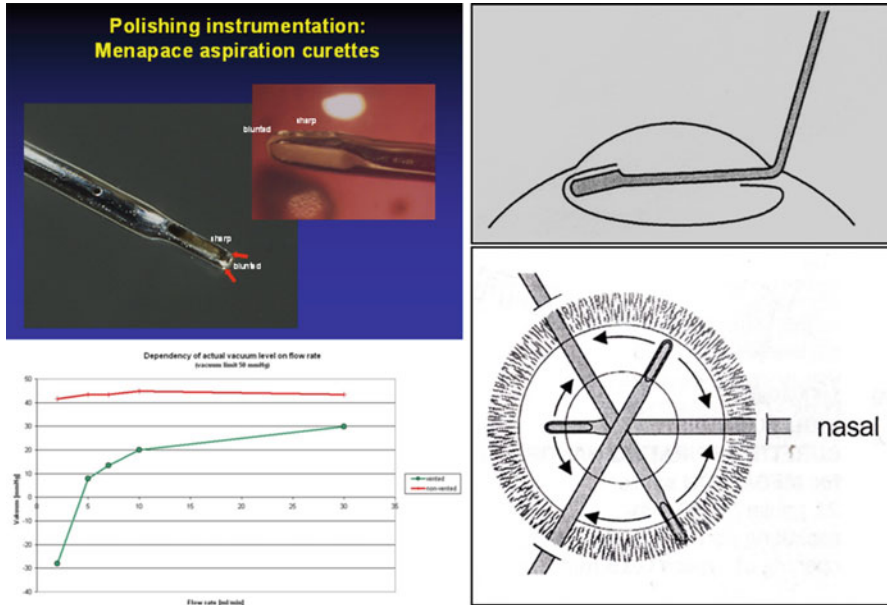 Polishing instrumentation:
Menapace aspiration curettes
sharp
blunted
sharp
blunted
Dependency of actual vacuum level on flow rate
(vacuum limit 50 mmHg)
50
40
30
20
10
0
-10
-20
-30
-40
0
5
10
15
20
25
30
35
Vakuum [mmHg]
Flow rate [ml/min]
vented
non-vented
nasal